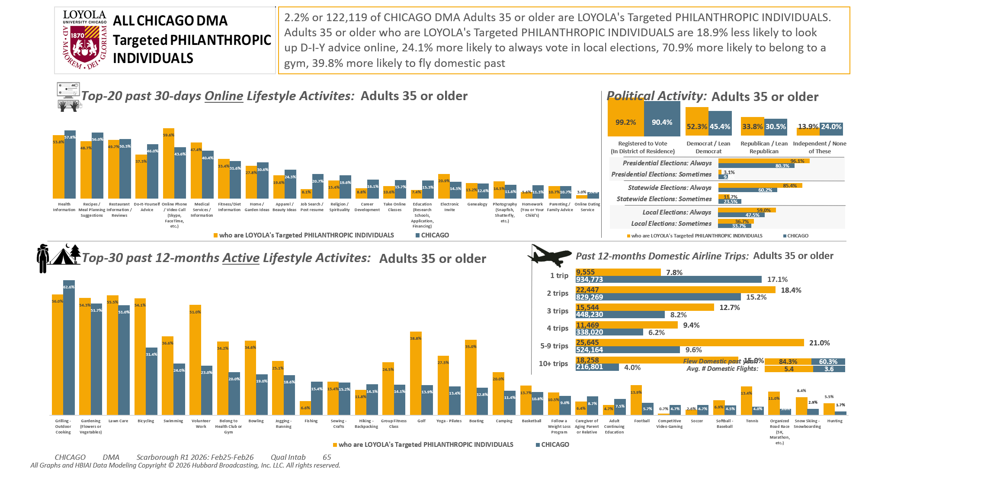 LOYOLA
UNIVERSITY CHICAGO
AD • MAJOREM • DEI • GLORIAM
1870
ALL CHICAGO DMA
Targeted PHILANTHROPIC
INDIVIDUALS
2.2% or 122,119 of CHICAGO DMA Adults 35 or older are LOYOLA's Targeted PHILANTHROPIC INDIVIDUALS.
Adults 35 or older who are LOYOLA's Targeted PHILANTHROPIC INDIVIDUALS are 18.9% less likely to look
up D-I-Y advice online, 24.1% more likely to always vote in local elections, 70.9% more likely to belong to a
gym, 39.8% more likely to fly domestic past
Top-20 past 30-days Online Lifestyle Activites: Adults 35 or older
53.8% 57.8%
48.7% 56.0%
49.7% 50.3%
37.3% 46.0%
59.6% 43.6%
47.4% 40.4%
33.4% 31.6%
27.8% 30.6%
19.6% 24.3%
8.1% 20.7%
15.4% 19.6%
8.8% 16.1%
10.6% 15.7%
7.4% 15.3%
20.9% 14.3%
13.2% 12.6%
14.5% 11.6%
5.6% 11.3%
10.7% 10.7%
3.0%
Health
Information
Recipes /
Meal Planning
Suggestions
Restaurant
Information /
Reviews
Do-It-Yourself
Advice
Online Phone
/ Video Call
(Skype,
FaceTime,
etc.)
Medical
Services /
Information
Fitness/Diet
Information
Home /
Garden Ideas
Apparel /
Beauty Ideas
Job Search /
Post resume
Religion /
Spirituality
Career
Development
Take Online
Classes
Education
(Research
Schools,
Application,
Financing)
Electronic
Invite
Genealogy
Photography
(Snapfish,
Shutterfly,
etc.)
Homework
(You or Your
Child's)
Parenting /
Family Advice
Online Dating
Service
who are LOYOLA's Targeted PHILANTHROPIC INDIVIDUALS CHICAGO
Political Activity: Adults 35 or older
99.2% 90.4%
52.3% 45.4%
33.8% 30.5%
13.9% 24.0%
Registered to Vote
(In District of Residence)
Democrat / Lean
Democrat
Republican / Lean
Republican
Independent / None
of These
Presidential Elections: Always
96.1%
80.3%
Presidential Elections: Sometimes
3.1%
Statewide Elections: Always
85.4%
60.2%
Statewide Elections: Sometimes
11.7%
23.5%
Local Elections: Always
59.0%
47.5%
Local Elections: Sometimes
36.7%
33.7%
who are LOYOLA's Targeted PHILANTHROPIC INDIVIDUALS CHICAGO
Top-30 past 12-months Active Lifestyle Activites: Adults 35 or older
56.0% 62.6%
54.3% 51.7%
55.5% 51.0%
54.1% 31.4%
36.6% 24.0%
51.0% 23.0%
34.2% 20.0%
34.6% 19.0%
25.1% 18.6%
6.6% 15.4%
15.4% 15.2%
11.8% 14.3%
24.5% 14.1%
38.8% 13.9%
27.5% 13.4%
35.0% 12.8%
20.0% 11.4%
13.7% 10.8%
10.5% 9.0%
6.4% 8.7%
4.7% 7.5%
13.9% 5.7%
0.7% 4.7%
2.6% 4.7%
6.9% 4.5%
13.4% 4.0%
11.0%
8.4% 2.9%
5.5% 1.7%
Grilling -
Outdoor
Cooking
Gardening
(Flowers or
Vegetables)
Lawn Care
Bicycling
Swimming
Volunteer
Work
Belong to
Health Club or
Gym
Bowling
Jogging -
Running
Fishing
Sewing -
Crafts
Hiking -
Backpacking
Group Fitness
Class
Golf
Yoga - Pilates
Boating
Camping
Basketball
Follow a
Weight Loss
Program
Caregiver of
Aging Parent
or Relative
Adult
Continuing
Education
Football
Competitive
Video Gaming
Soccer
Softball -
Baseball
Tennis
Organized
Road Race
(5K,
Marathon,
etc.)
Snow Skiing -
Snowboarding
Hunting
who are LOYOLA's Targeted PHILANTHROPIC INDIVIDUALS CHICAGO
Past 12-months Domestic Airline Trips: Adults 35 or older
1 trip
9,555 7.8%
934,773 17.1%
2 trips
22,447 18.4%
829,269 15.2%
3 trips
15,544 12.7%
448,230 8.2%
4 trips
11,469 9.4%
338,020 6.2%
5-9 trips
25,645 21.0%
524,164 9.6%
10+ trips
18,258 15.0%
216,801 4.0%
Flew Domestic past year: 84.3% 60.3%
Avg. # Domestic Flights: 5.4 3.6
CHICAGO DMA Scarborough R1 2026: Feb25-Feb26 Qual Intab 65
All Graphs and HBIAI Data Modeling Copyright © 2026 Hubbard Broadcasting, Inc. LLC. All rights reserved.